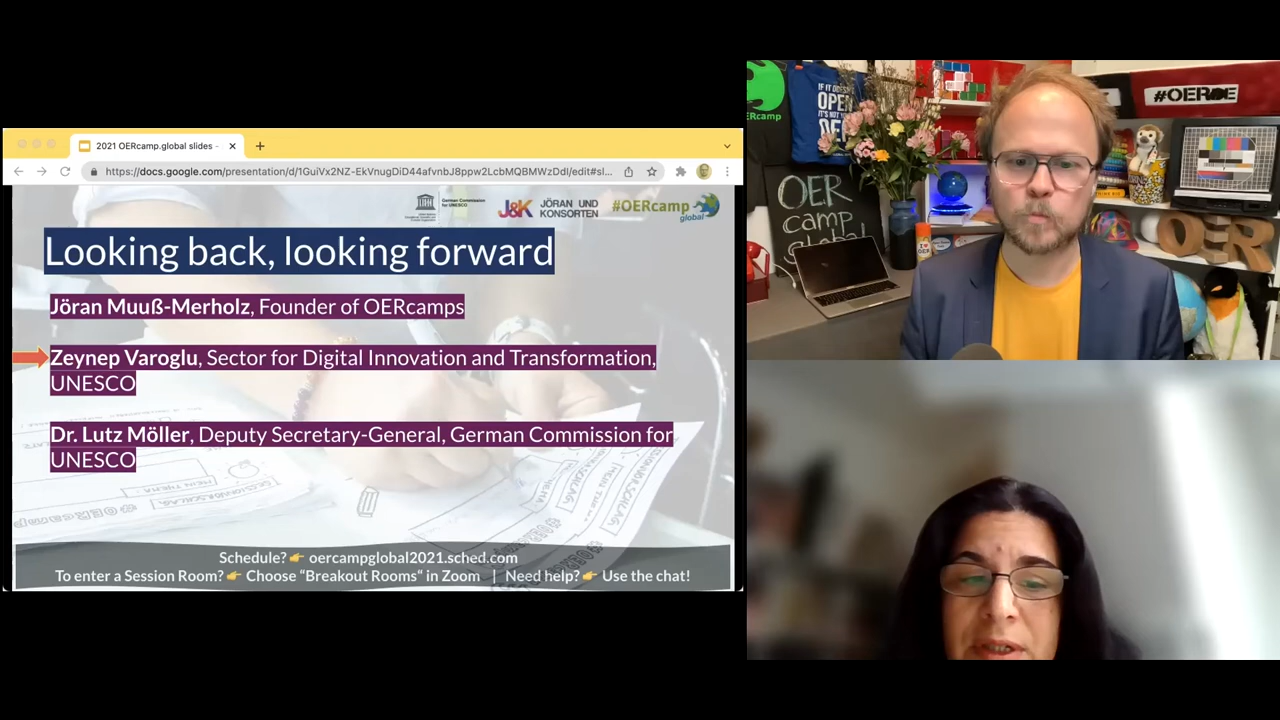 2021 OERcamp.global slides -
https://docs.google.com/presentation/d/1GuiVx2NZ-EkVnugDiD44afvnbJ8ppw2LcbMQBMWzDdI/edit#sl...
German Commission
for UNESCO
J&K
JÖRAN UND
KONSORTEN
#OERcamp
global
Looking back, looking forward
Jöran Muuß-Merholz, Founder of OERcamps
Zeynep Varoglu, Sector for Digital Innovation and Transformation,
UNESCO
Dr. Lutz Möller, Deputy Secretary-General, German Commission for
UNESCO
#OERcamp
Schedule? 👉 oercampglobal2021.sched.com
To enter a Session Room? 👉 Choose “Breakout Rooms“ in Zoom | Need help? 👉 Use the chat!
ERcamp
IF IT DOESN
OPE
IT'S NOT
OER
camp
global
#OERDE
OER